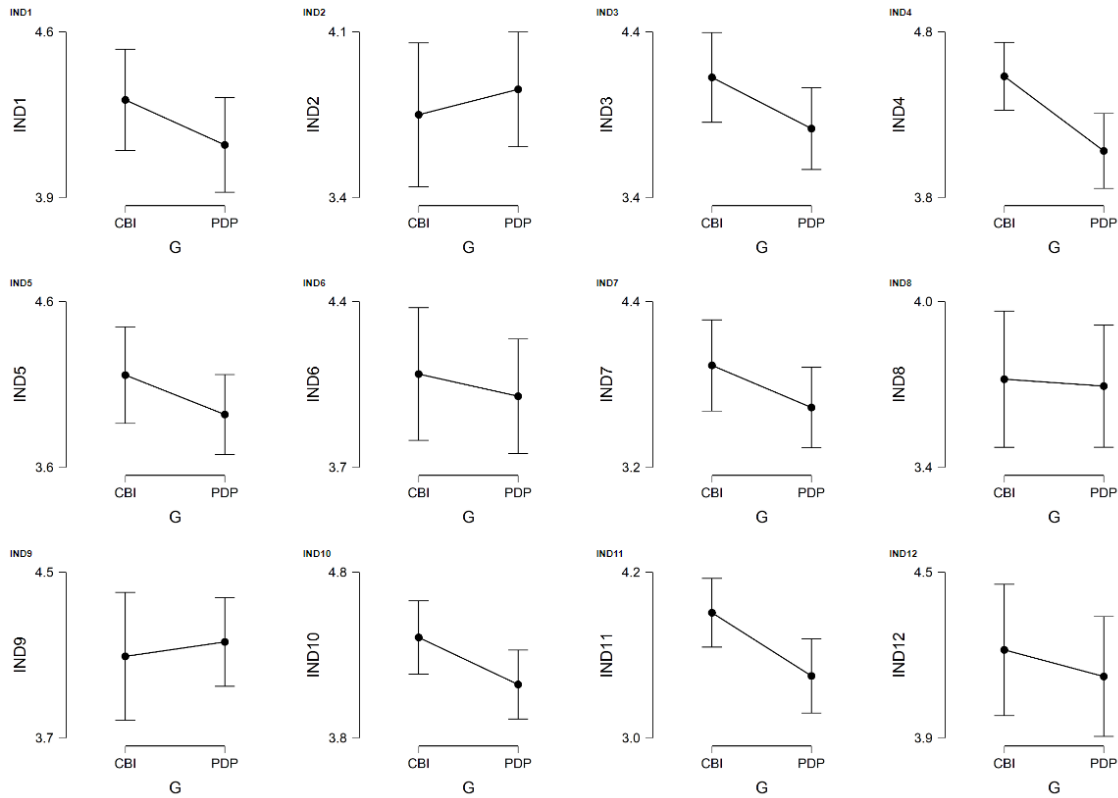 IND1
4.6
IND1
3.9
CBI PDP
G
IND2
4.1
IND2
3.4
CBI PDP
G
IND3
4.4
IND3
3.4
CBI PDP
G
IND4
4.8
IND4
3.8
CBI PDP
G
IND5
4.6
IND5
3.6
CBI PDP
G
IND6
4.4
IND6
3.7
CBI PDP
G
IND7
4.4
IND7
3.2
CBI PDP
G
IND8
4.0
IND8
3.4
CBI PDP
G
IND9
4.5
IND9
3.7
CBI PDP
G
IND10
4.8
IND10
3.8
CBI PDP
G
IND11
4.2
IND11
3.0
CBI PDP
G
IND12
4.5
IND12
3.9
CBI PDP
G